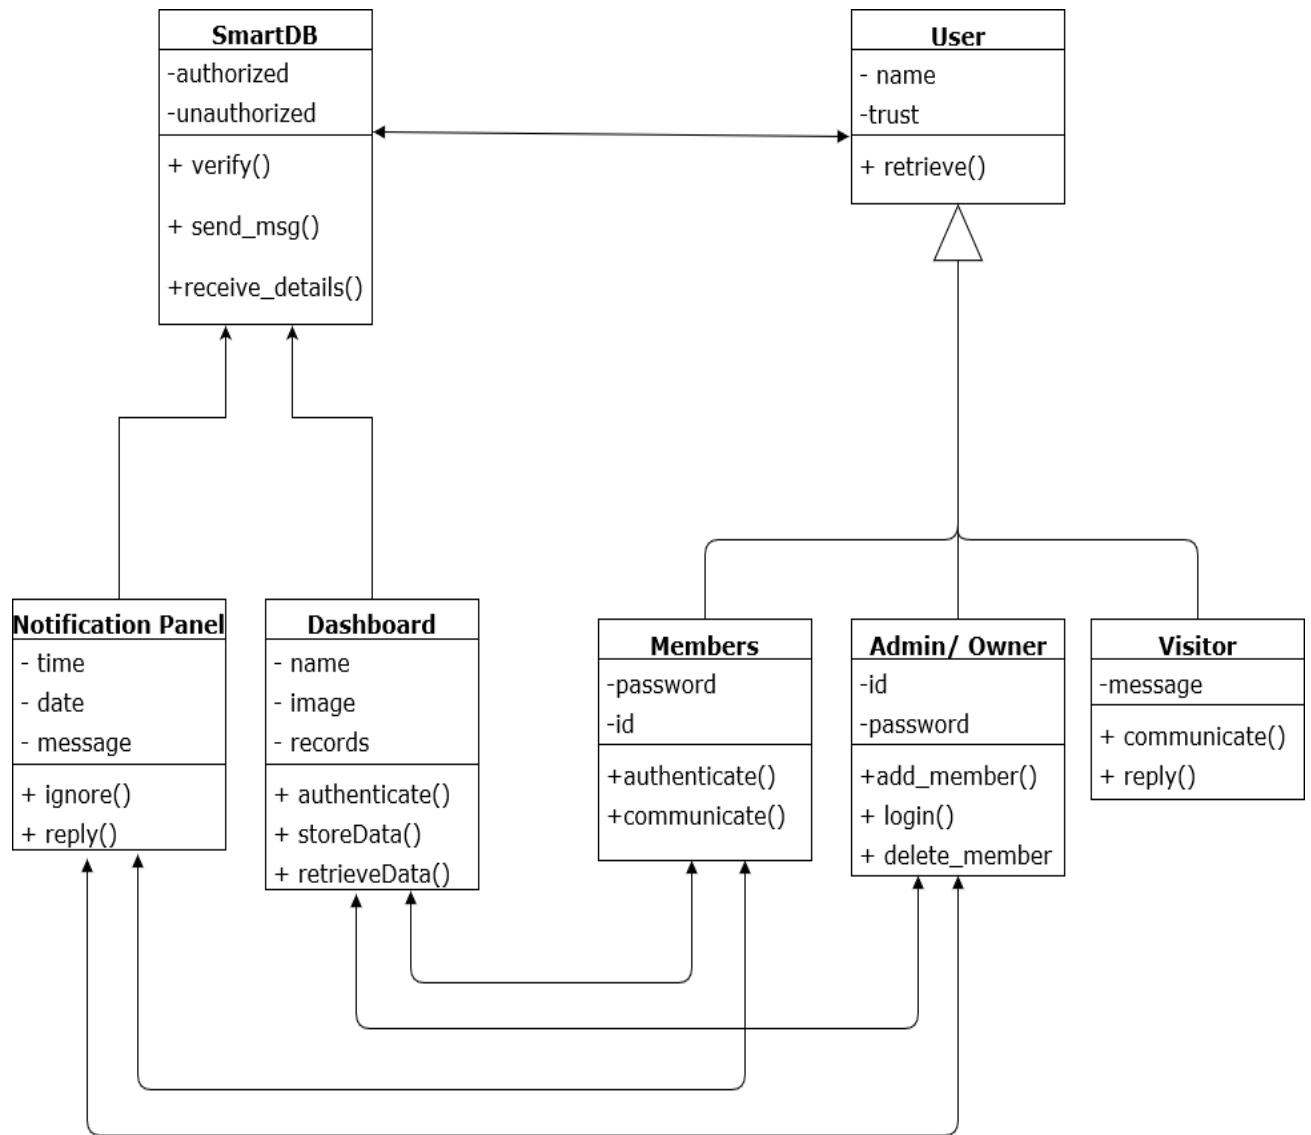 SmartDB
-authorized
-unauthorized
+ verify()
+ send_msg()
+receive_details()
User
- name
-trust
+ retrieve()
Notification Panel
- time
- date
- message
+ ignore()
+ reply()
Dashboard
- name
- image
- records
+ authenticate()
+ storeData()
+ retrieveData()
Members
-password
-id
+authenticate()
+communicate()
Admin/ Owner
-id
-password
+add_member()
+ login()
+ delete_member
Visitor
-message
+ communicate()
+ reply()